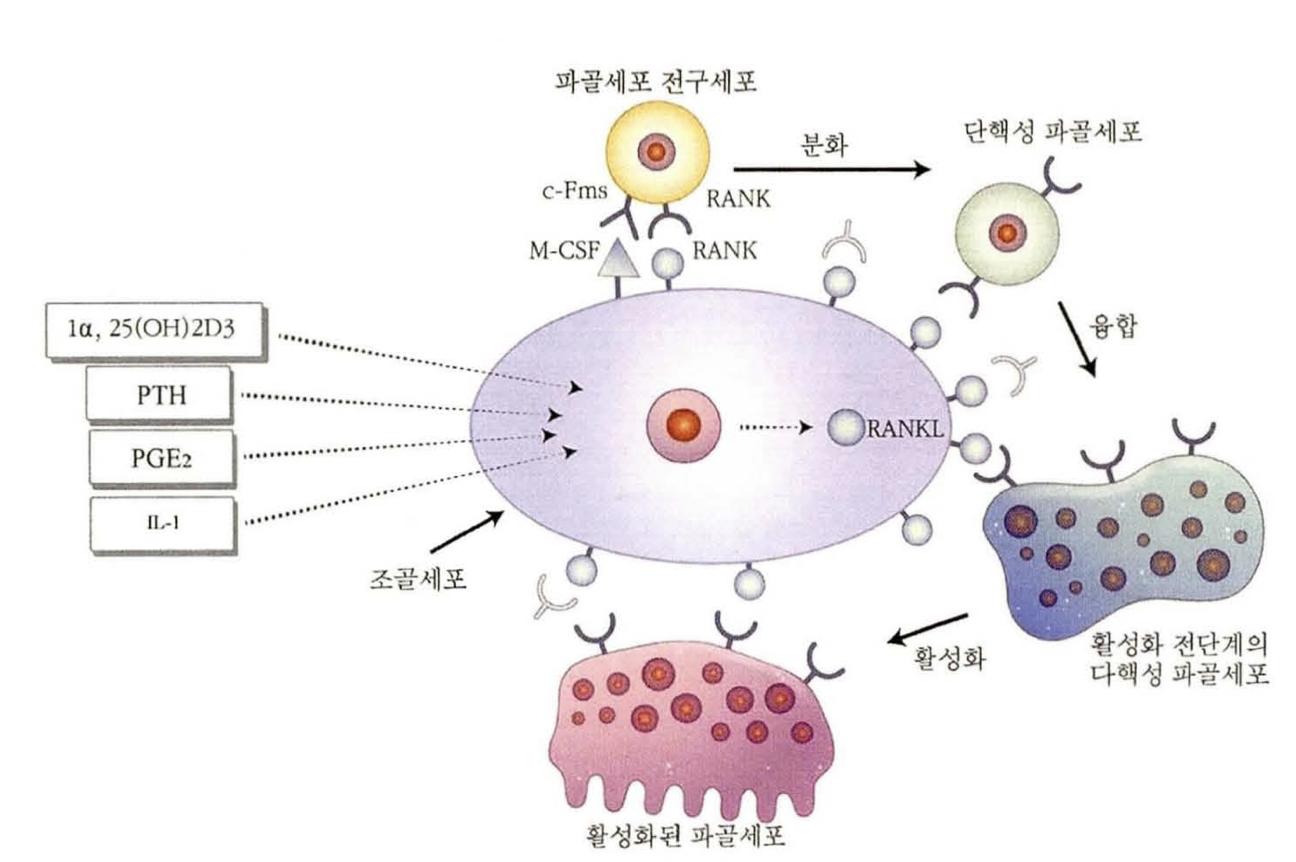 파골세포 전구세포
분화
단핵성 파골세포
c-Fms
RANK
M-CSF
RANK
1α, 25(OH)2D3
융합
PTH
RANKL
PGE2
IL-1
조골세포
활성화
활성화 전단계의
다핵성 파골세포
활성화된 파골세포